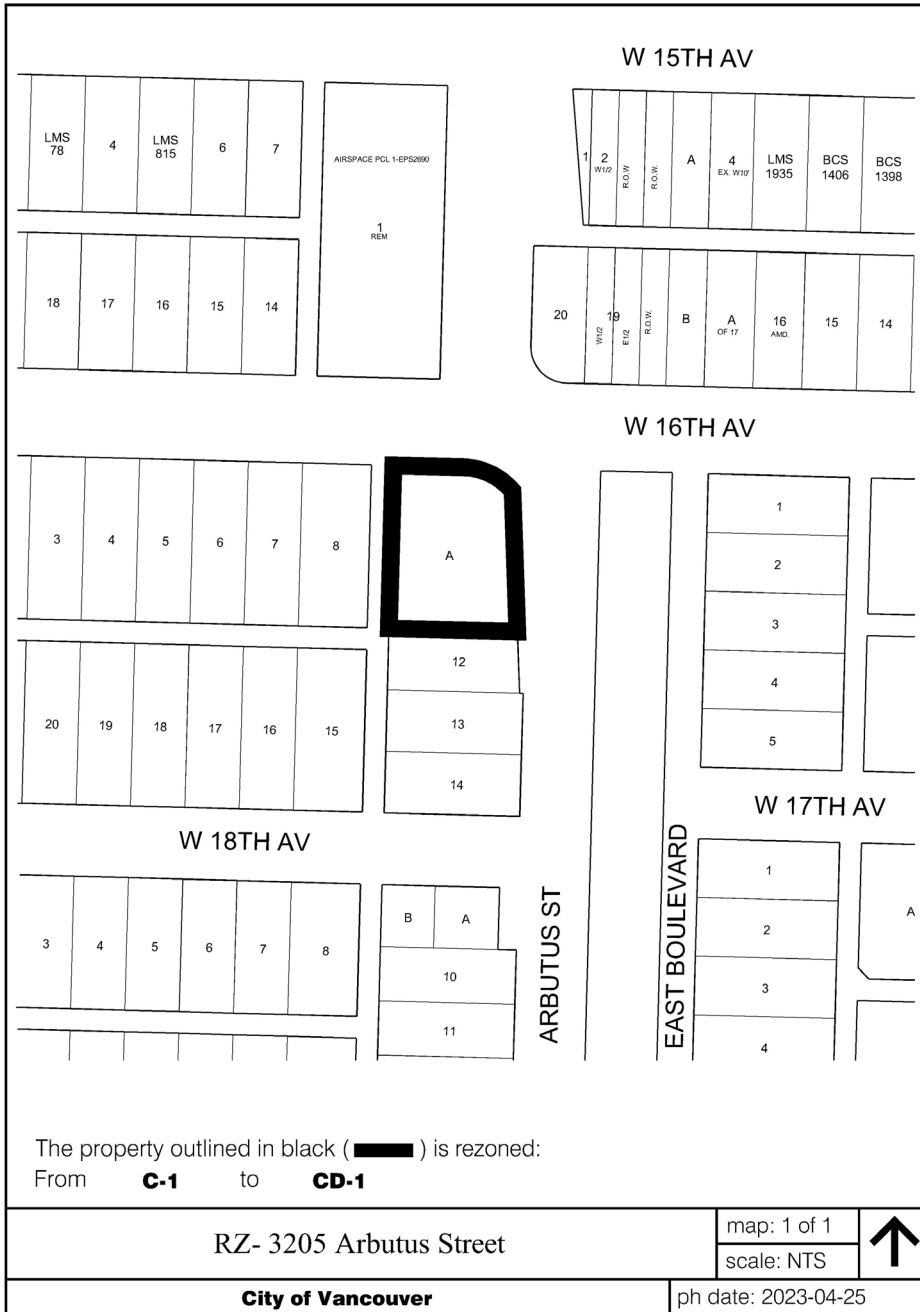 W 15TH AV
LMS
78
4
LMS
815
6
7
AIRSPACE PCL 1-EPS2690
1
REM
1
2
W1/2
R.O.W
R.O.W.
A
4
EX. W10'
LMS
1935
BCS
1406
BCS
1398
18
17
16
15
14
20
19
W1/2
E1/2
R.O.W.
B
A
OF 17
16
AMD.
15
14
W 16TH AV
3
4
5
6
7
8
A
1
2
3
4
5
12
13
14
20
19
18
17
16
15
W 17TH AV
W 18TH AV
ARBUTUS ST
EAST BOULEVARD
3
4
5
6
7
8
B
A
10
11
1
2
3
4
A
The property outlined in black ( ) is rezoned:
From C-1 to CD-1
RZ- 3205 Arbutus Street
map: 1 of 1
scale: NTS
City of Vancouver
ph date: 2023-04-25